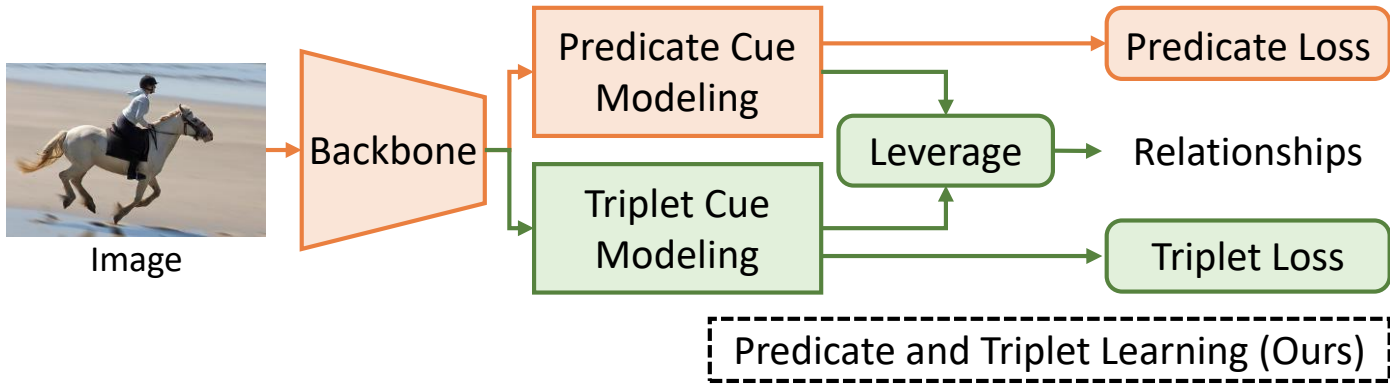 Image
Backbone
Predicate Cue
Modeling
Triplet Cue
Modeling
Leverage
Predicate Loss
Relationships
Triplet Loss
Predicate and Triplet Learning (Ours)